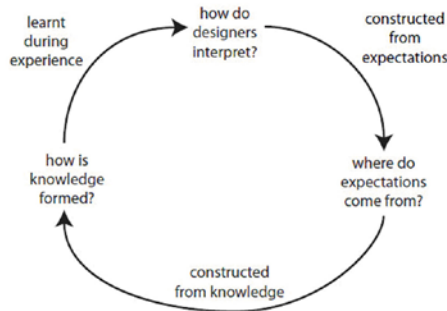 how do
designers
interpret?
constructed
from
expectations
where do
expectations
come from?
constructed
from knowledge
how is
knowledge
formed?
learnt
during
experience